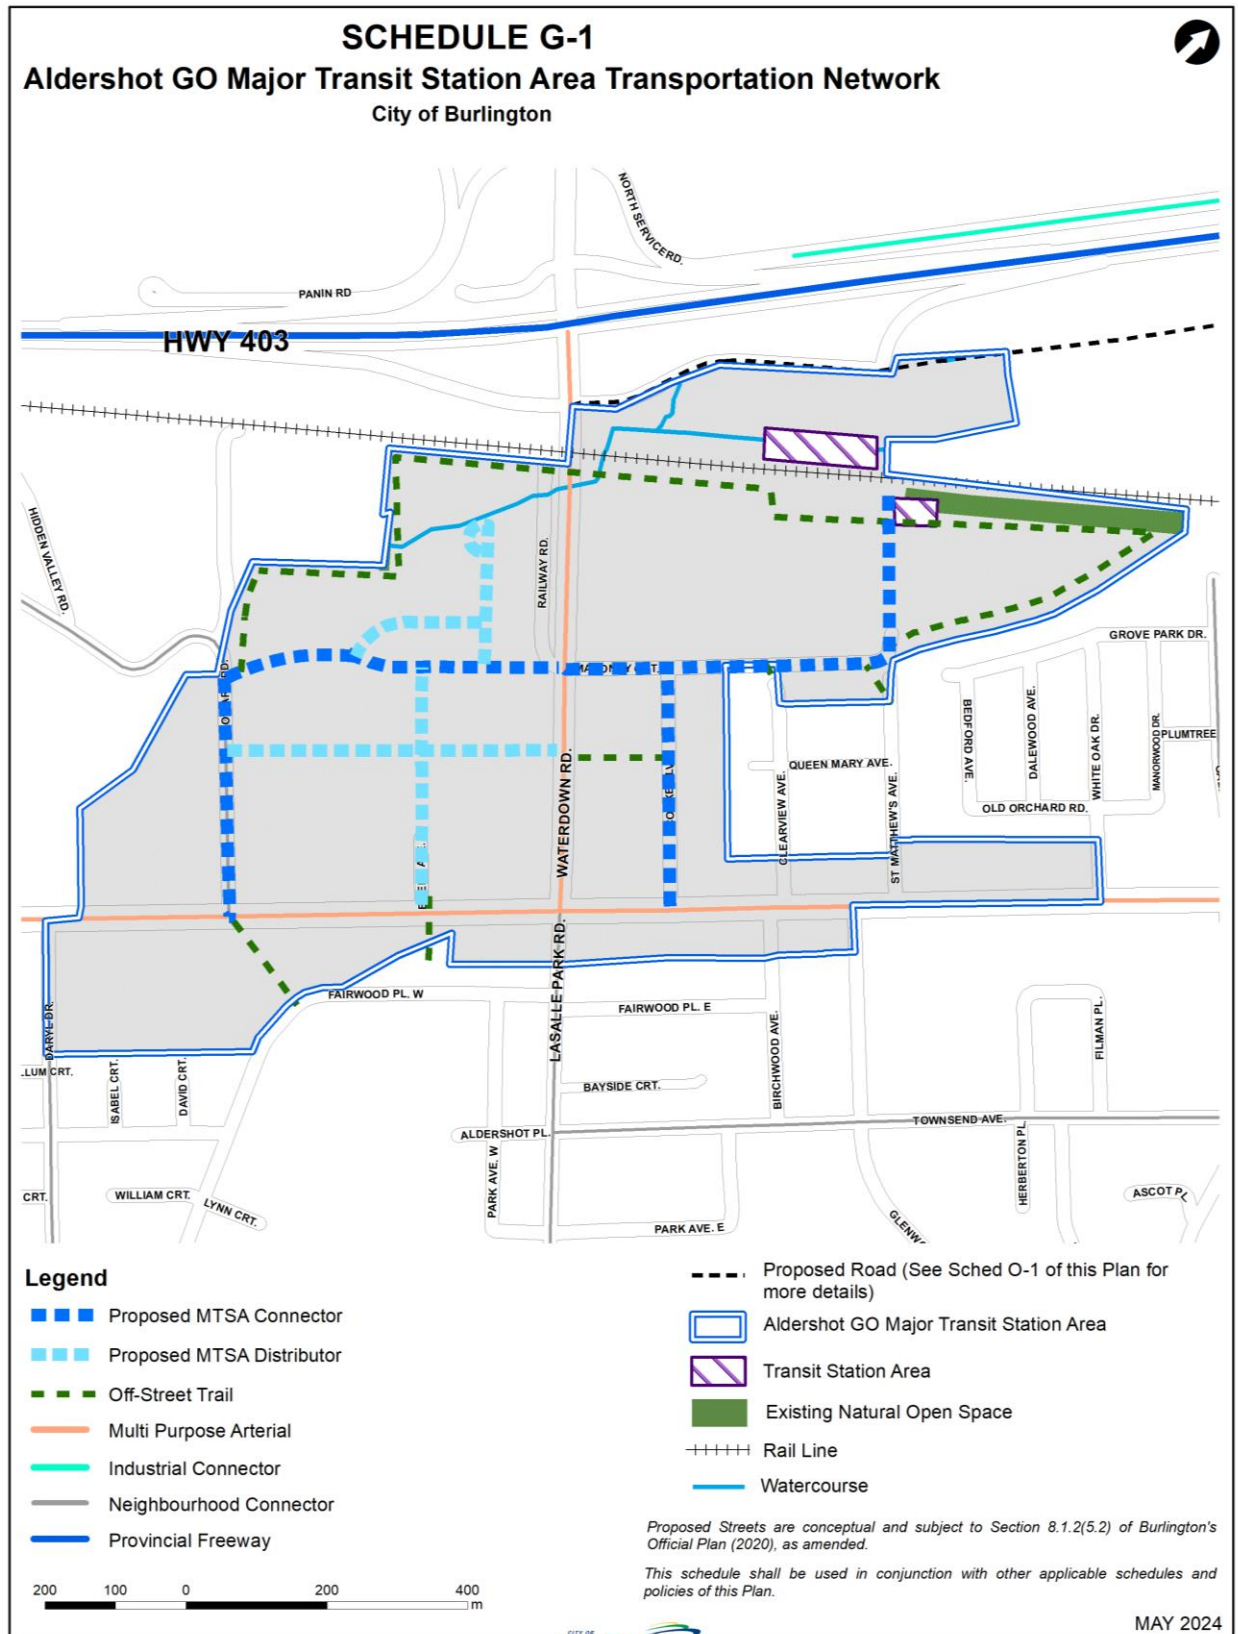 SCHEDULE G-1
Aldershot GO Major Transit Station Area Transportation Network
City of Burlington
NORTH SERVICE RD.
PANIN RD
HWY 403
HIDDEN VALLEY RD.
RAILWAY RD.
GROVE PARK DR.
BEDFORD AVE.
DALEWOOD AVE.
WHITE OAK DR.
MANORWOOD DR.
PLUMTREE
QUEEN MARY AVE.
OLD ORCHARD RD.
WATERDOWN RD.
CLEARVIEW AVE.
ST MATTHEW'S AVE.
LASALLE PARK RD.
FAIRWOOD PL. W
FAIRWOOD PL. E
DARYL DR.
LLUM CRT.
ISABEL CRT.
DAVID CRT.
BAYSIDE CRT.
BIRCHWOOD AVE.
FILMAN PL.
ALDERSHOT PL.
TOWNSEND AVE.
HERBERTON PL.
CRT.
WILLIAM CRT.
LYNN CRT.
PARK AVE. W
PARK AVE. E
GLENW
ASCOT PL
Legend
Proposed MTSA Connector
Proposed MTSA Distributor
Off-Street Trail
Multi Purpose Arterial
Industrial Connector
Neighbourhood Connector
Provincial Freeway
Proposed Road (See Sched O-1 of this Plan for
more details)
Aldershot GO Major Transit Station Area
Transit Station Area
Existing Natural Open Space
Rail Line
Watercourse
Proposed Streets are conceptual and subject to Section 8.1.2(5.2) of Burlington's
Official Plan (2020), as amended.
This schedule shall be used in conjunction with other applicable schedules and
policies of this Plan.
200 100 0 200 400
m
CITY OF
MAY 2024